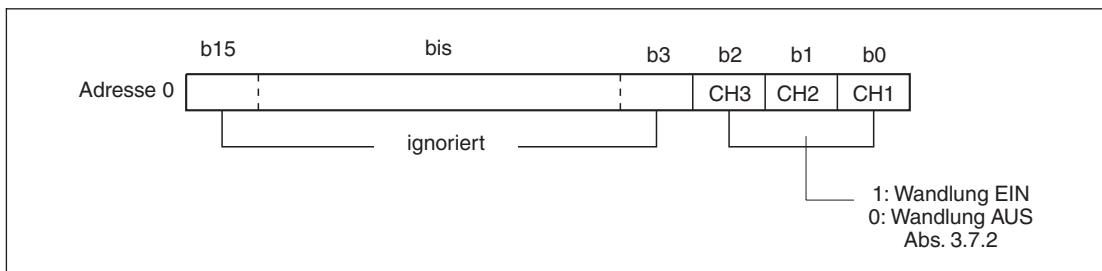 b15 bis b3 b2 b1 b0
Adresse 0 CH3 CH2 CH1
ignoriert
1: Wandlung EIN
0: Wandlung AUS
Abs. 3.7.2